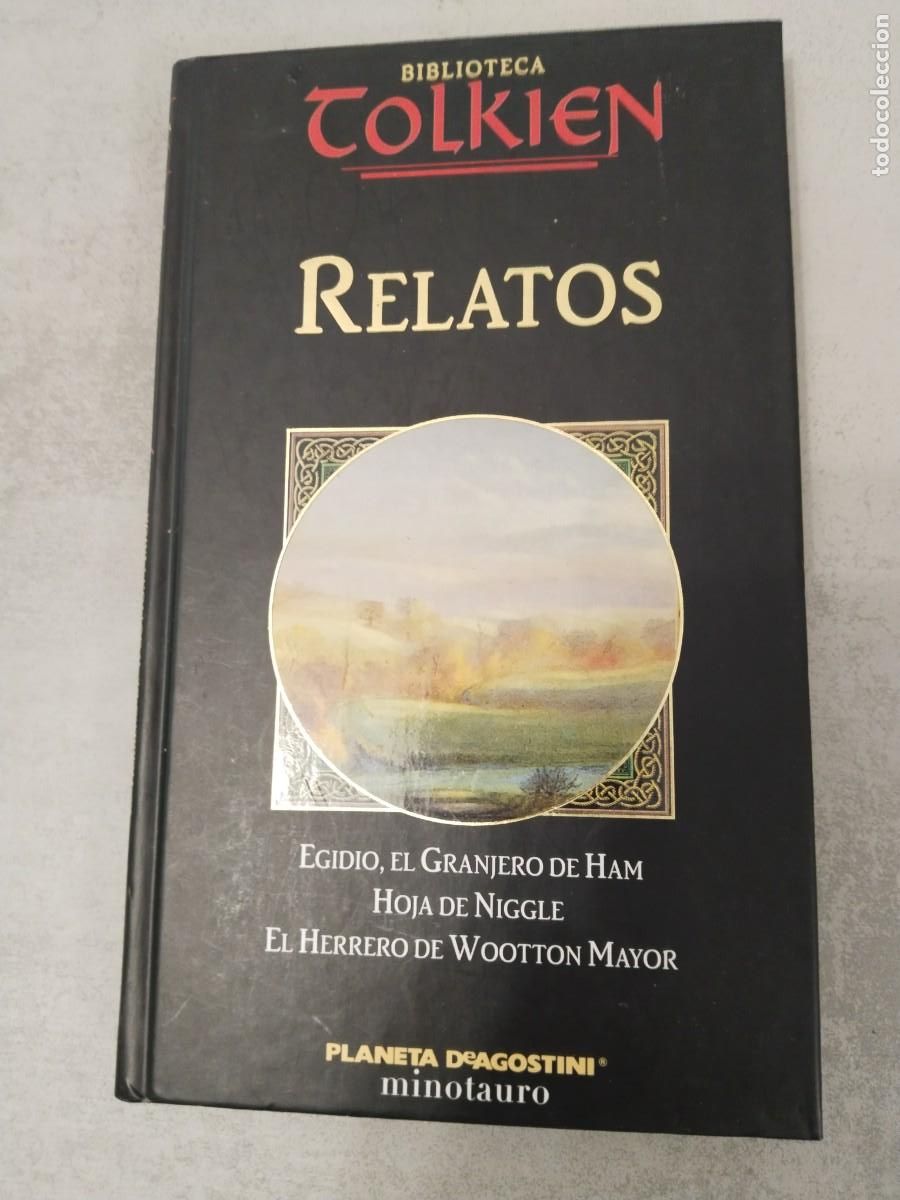 BIBLIOTECA
TOLKIEN
RELATOS
EGIDIO, EL GRANJERO DE HAM
HOJA DE NIGGLE
EL HERRERO DE WOOTTON MAYOR
PLANETA DeAGOSTINI®
minotauro
todocoleccion